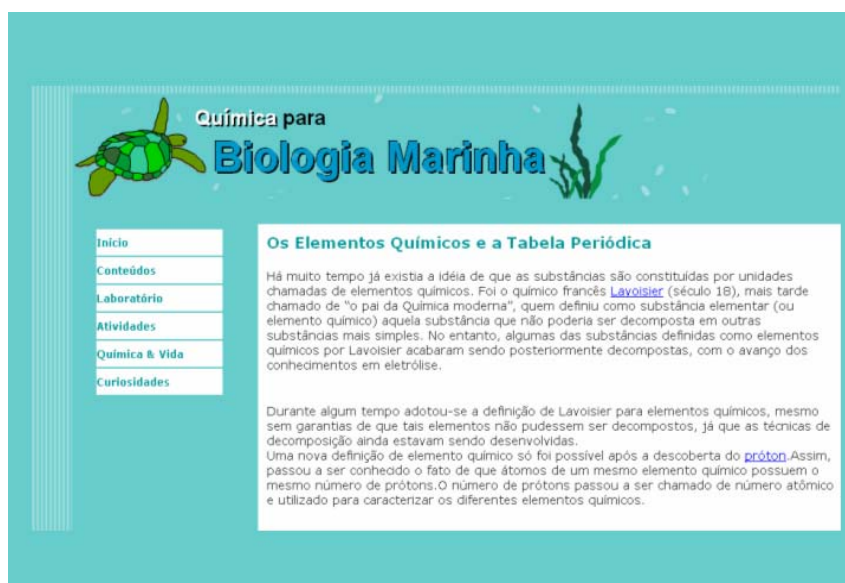 Química para
Biologia Marinha
Início
Conteúdos
Laboratório
Atividades
Química & Vida
Curiosidades
Os Elementos Químicos e a Tabela Periódica
Há muito tempo já existia a idéia de que as substâncias são constituídas por unidades
chamadas de elementos químicos. Foi o químico francês Lavoisier (século 18), mais tarde
chamado de "o pai da Química moderna", quem definiu como substância elementar (ou
elemento químico) aquela substância que não poderia ser decomposta em outras
substâncias mais simples. No entanto, algumas das substâncias definidas como elementos
químicos por Lavoisier acabaram sendo posteriormente decompostas, com o avanço dos
conhecimentos em eletrólise.
Durante algum tempo adotou-se a definição de Lavoisier para elementos químicos, mesmo
sem garantias de que tais elementos não pudessem ser decompostos, já que as técnicas de
decomposição ainda estavam sendo desenvolvidas.
Uma nova definição de elemento químico só foi possível após a descoberta do próton.Assim,
passou a ser conhecido o fato de que átomos de um mesmo elemento químico possuem o
mesmo número de prótons.O número de prótons passou a ser chamado de número atômico
e utilizado para caracterizar os diferentes elementos químicos.